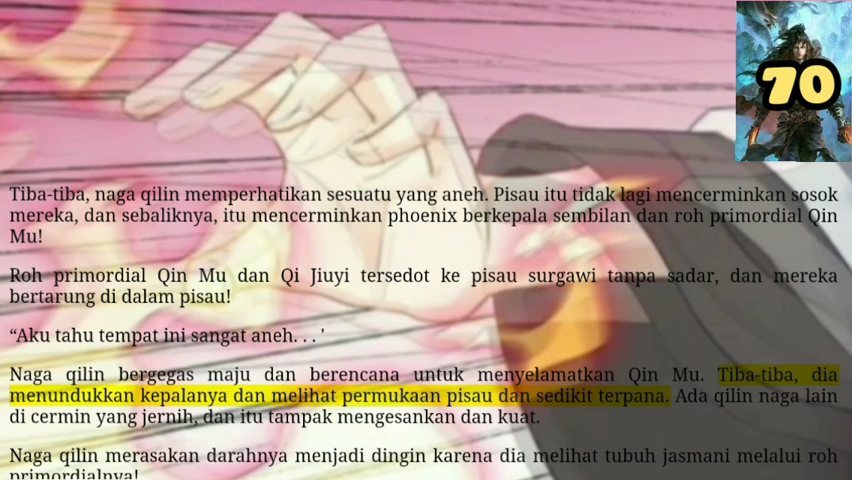 70
Tiba-tiba, naga qilin memperhatikan sesuatu yang aneh. Pisau itu tidak lagi mencerminkan sosok
mereka, dan sebaliknya, itu mencerminkan phoenix berkepala sembilan dan roh primordial Qin
Mu!
Roh primordial Qin Mu dan Qi Jiuyi tersedot ke pisau surgawi tanpa sadar, dan mereka
bertarung di dalam pisau!
“Aku tahu tempat ini sangat aneh. . . '
Naga qilin bergegas maju dan berencana untuk menyelamatkan Qin Mu. Tiba-tiba, dia
menundukkan kepalanya dan melihat permukaan pisau dan sedikit terpana. Ada qilin naga lain
di cermin yang jernih, dan itu tampak mengesankan dan kuat.
Naga qilin merasakan darahnya menjadi dingin karena dia melihat tubuh jasmani melalui roh
primordialnya!